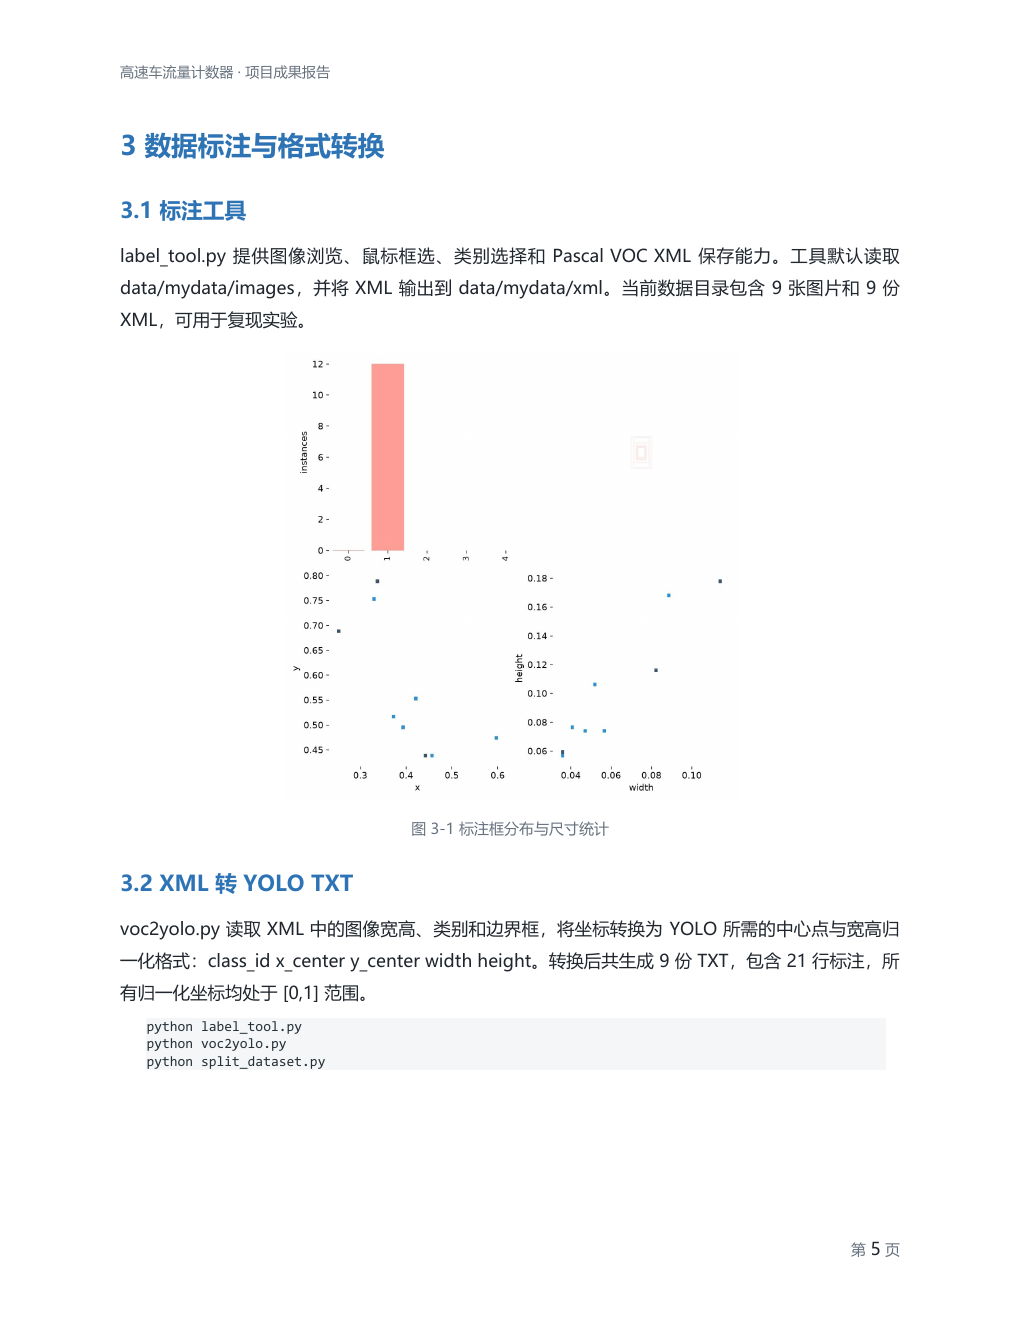 高速车流量计数器 · 项目成果报告
3 数据标注与格式转换
3.1 标注工具
label_tool.py 提供图像浏览、鼠标框选、类别选择和 Pascal VOC XML 保存能力。工具默认读取
data/mydata/images，并将 XML 输出到 data/mydata/xml。当前数据目录包含 9 张图片和 9 份
XML，可用于复现实验。
12
10
8
6
4
2
0
instances
0 1 2 3 4
0.80
0.75
0.70
0.65
0.60
0.55
0.50
0.45
y
0.3 0.4 0.5 0.6
x
0.18
0.16
0.14
0.12
0.10
0.08
0.06
height
0.04 0.06 0.08 0.10
width
图 3-1 标注框分布与尺寸统计
3.2 XML 转 YOLO TXT
voc2yolo.py 读取 XML 中的图像宽高、类别和边界框，将坐标转换为 YOLO 所需的中心点与宽高归
一化格式：class_id x_center y_center width height。转换后共生成 9 份 TXT，包含 21 行标注，所
有归一化坐标均处于 [0,1] 范围。
python label_tool.py
python voc2yolo.py
python split_dataset.py
第 5 页